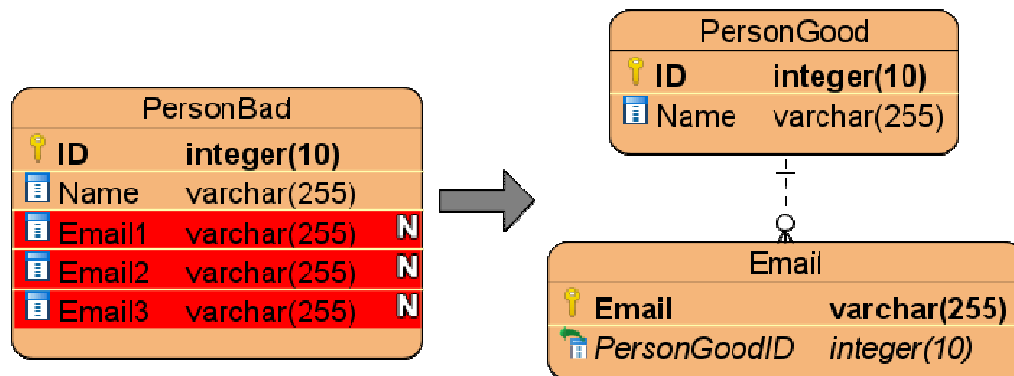 PersonBad
ID integer(10)
Name varchar(255)
Email1 varchar(255) N
Email2 varchar(255) N
Email3 varchar(255) N
PersonGood
ID integer(10)
Name varchar(255)
Email
Email varchar(255)
PersonGoodID integer(10)